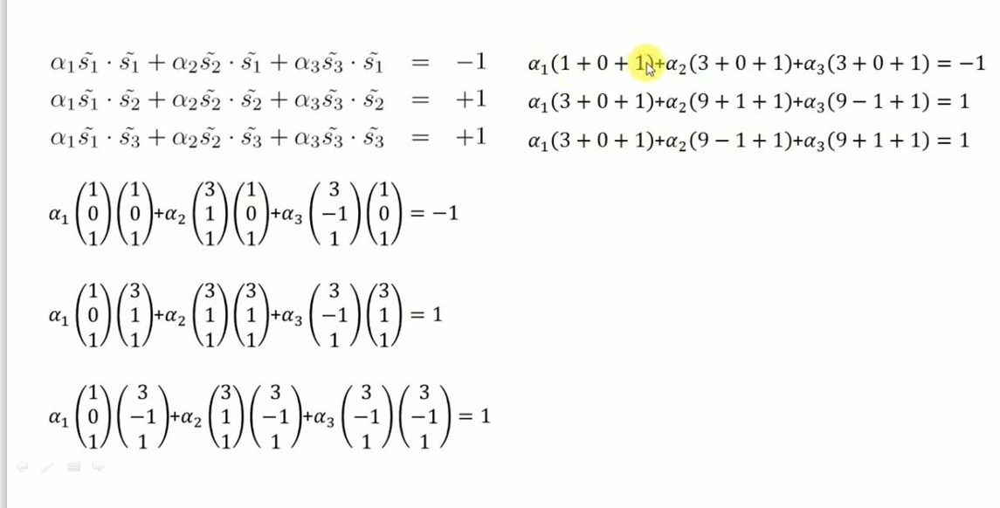 α₁s̃₁ · s̃₁ + α₂s̃₂ · s̃₁ + α₃s̃₃ · s̃₁ = −1
α₁s̃₁ · s̃₂ + α₂s̃₂ · s̃₂ + α₃s̃₃ · s̃₂ = +1
α₁s̃₁ · s̃₃ + α₂s̃₂ · s̃₃ + α₃s̃₃ · s̃₃ = +1
α₁(1 + 0 + 1)+α₂(3 + 0 + 1)+α₃(3 + 0 + 1) = −1
α₁(3 + 0 + 1)+α₂(9 + 1 + 1)+α₃(9 − 1 + 1) = 1
α₁(3 + 0 + 1)+α₂(9 − 1 + 1)+α₃(9 + 1 + 1) = 1
α₁ (1 0 1) (1 0 1) +α₂ (3 1 1) (1 0 1) +α₃ (3 −1 1) (1 0 1) = −1
α₁ (1 0 1) (3 1 1) +α₂ (3 1 1) (3 1 1) +α₃ (3 −1 1) (3 1 1) = 1
α₁ (1 0 1) (3 −1 1) +α₂ (3 1 1) (3 −1 1) +α₃ (3 −1 1) (3 −1 1) = 1